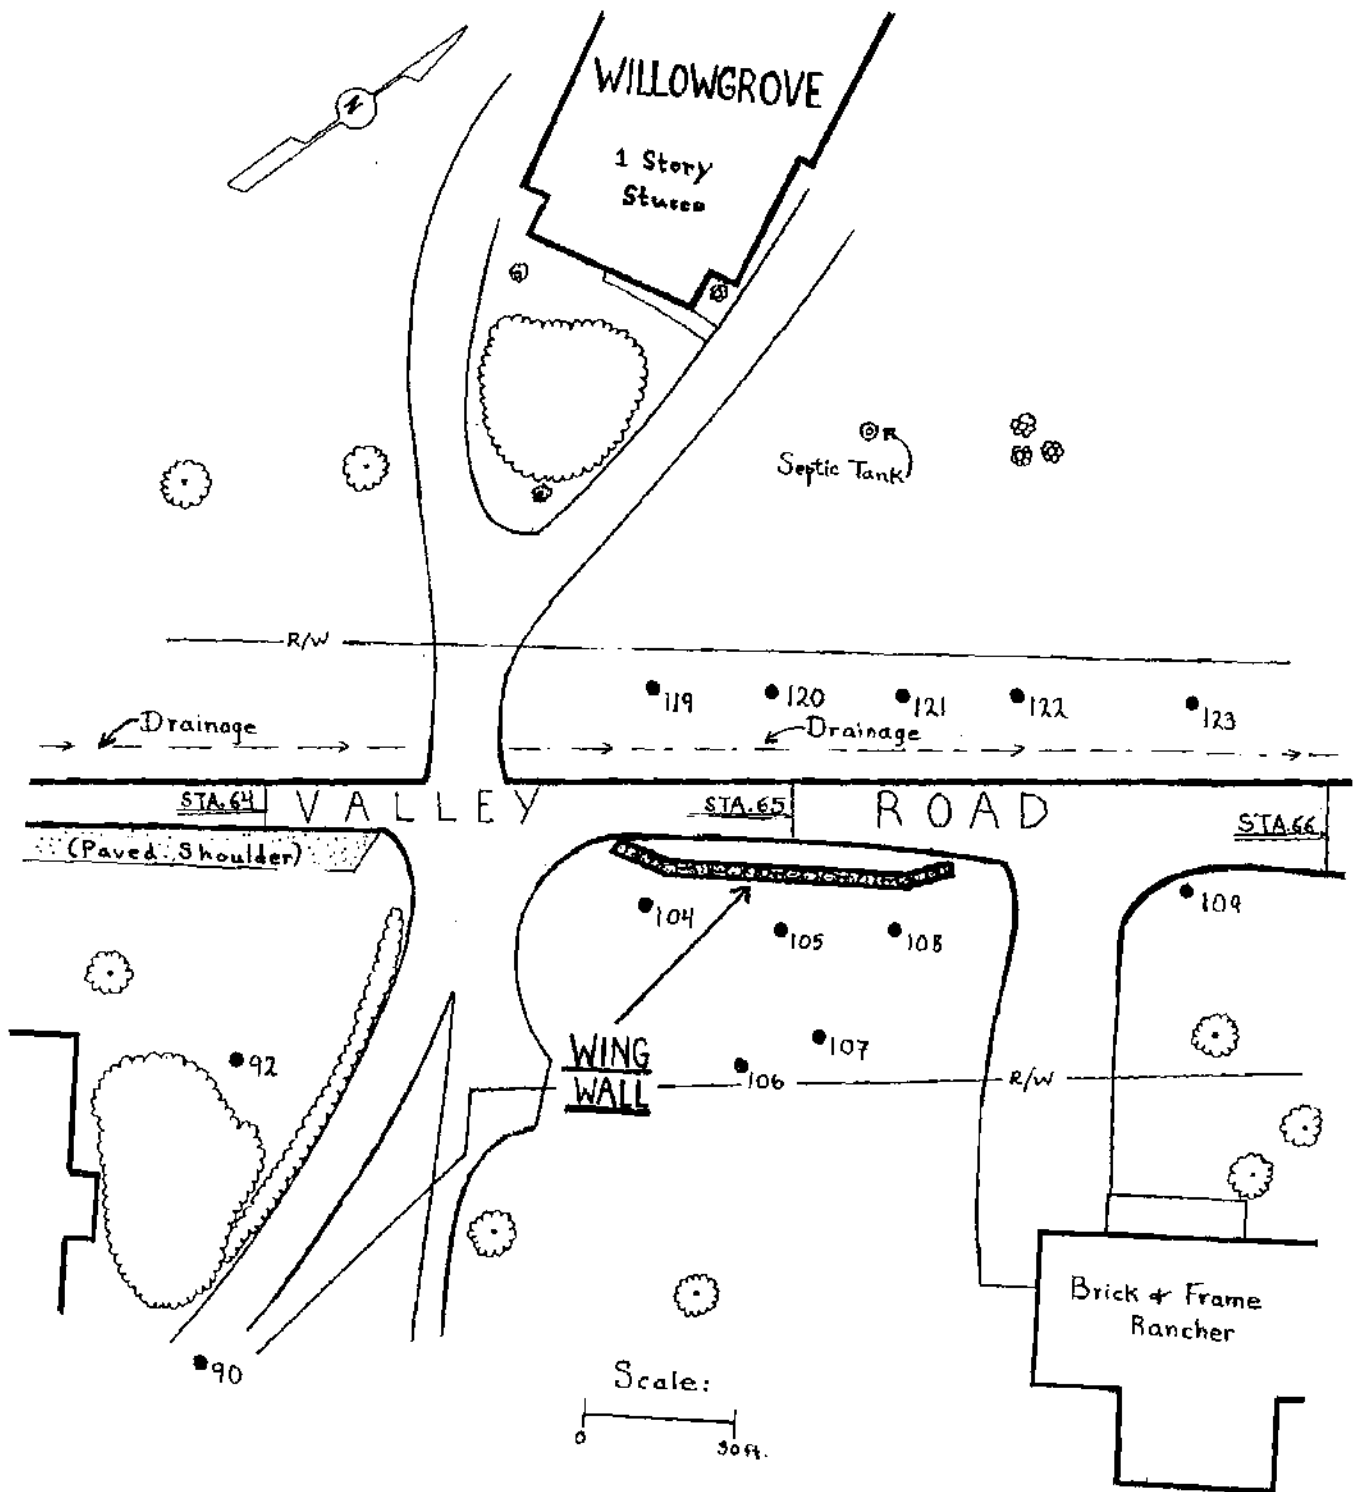 N
WILLOWGROVE
1 Story
Stucco
Septic Tank
R/W
119
120
121
122
123
Drainage
Drainage
STA. 64
VALLEY
STA. 65
ROAD
STA. 66
(Paved Shoulder)
104
105
108
109
WING
WALL
107
106
R/W
92
Brick & Frame
Rancher
90
Scale:
0
30ft.